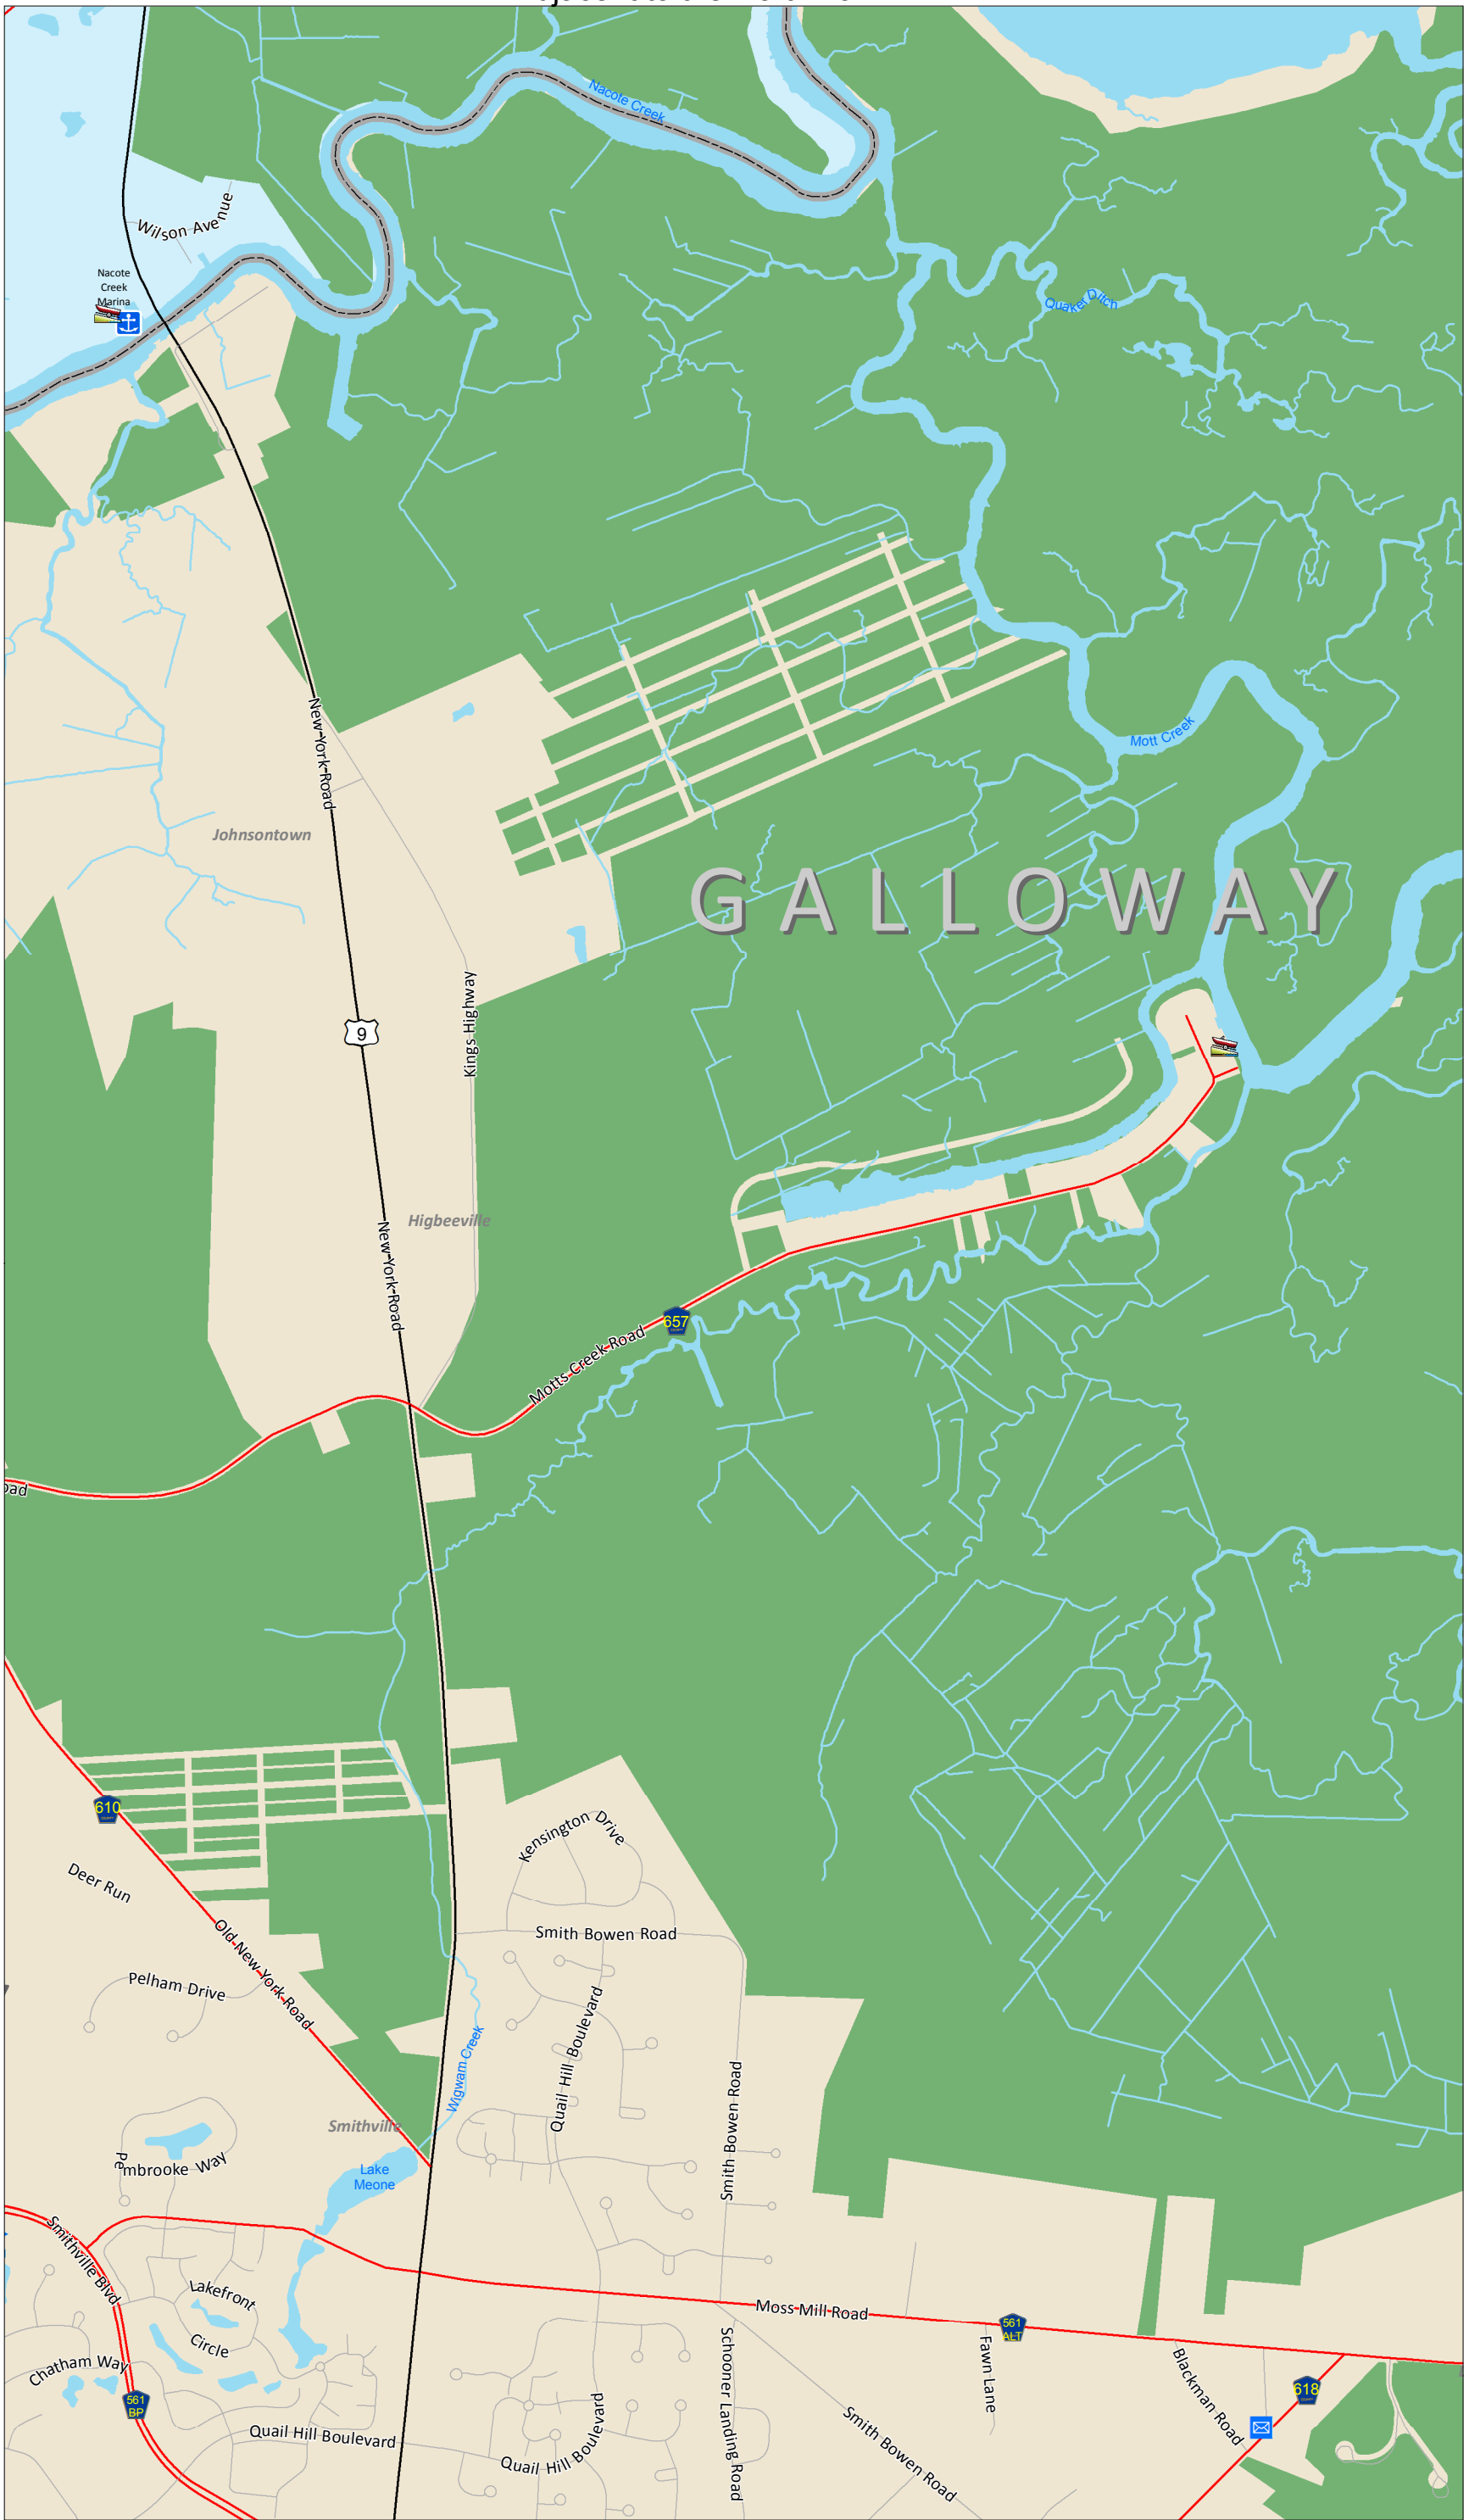 Nacote Creek
Wilson Avenue
Nacote
Creek
Marina
Quaker Ditch
New York Road
Mott Creek
Johnsontown
GALLOWAY
9
Kings Highway
Higbeeville
New York Road
657
Motts Creek Road
610
Kensington Drive
Deer Run
Smith Bowen Road
Old New York Road
Pelham Drive
Quail Hill Boulevard
Wigwam Creek
Smith Bowen Road
Smithville
Pembrooke Way
Lake
Meone
Smithville Blvd
Lakefront
Circle
Moss Mill Road
561
ALT
Chatham Way
Schooner Landing Road
Fawn Lane
Blackman Road
618
561
BP
Quail Hill Boulevard
Quail Hill Boulevard
Smith Bowen Road